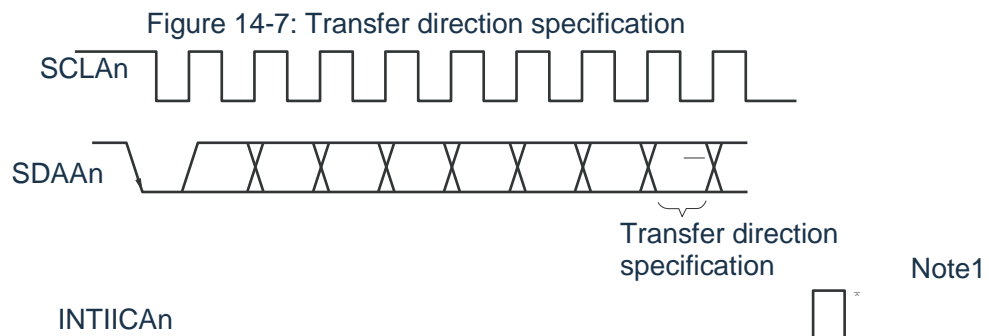 Figure 14-7: Transfer direction specification
SCLAn
SDAAn
Transfer direction
specification
Note1
INTIICAn